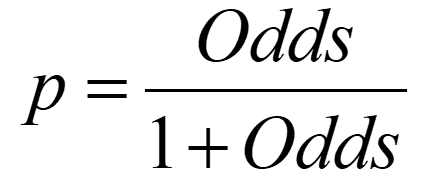 p = Odds / 1 + Odds